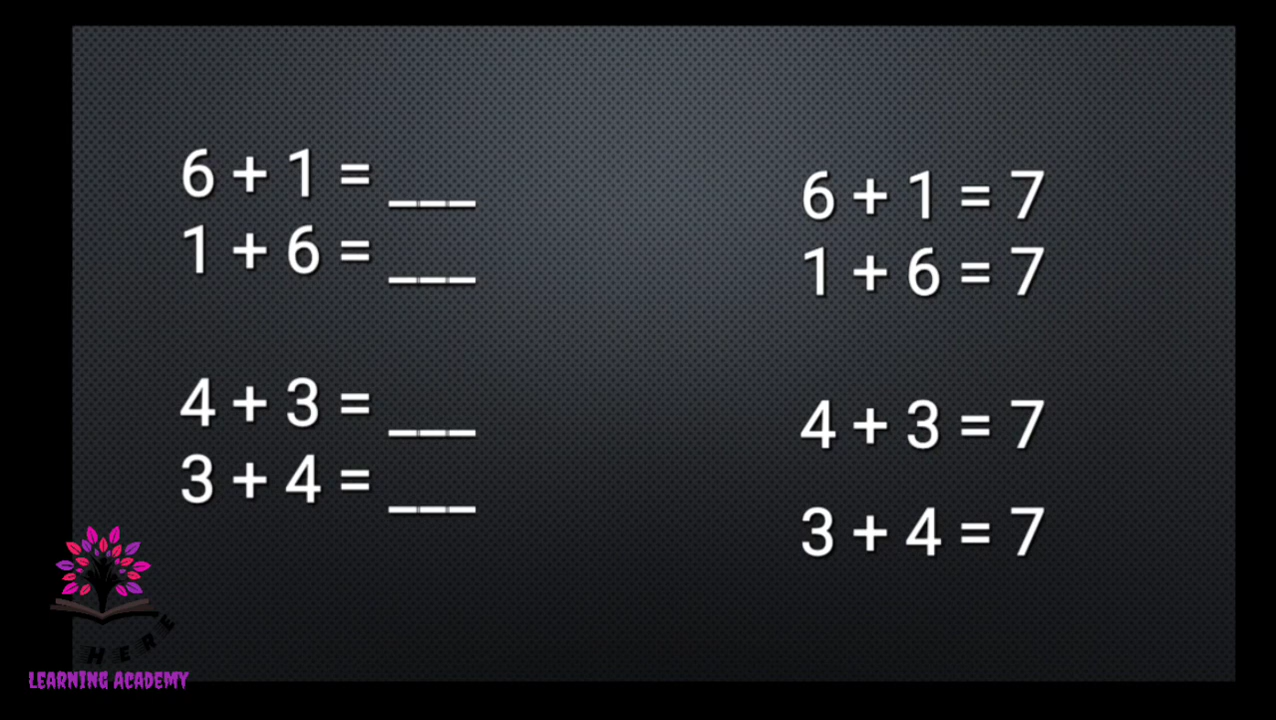 6 + 1 = ___
1 + 6 = ___
4 + 3 = ___
3 + 4 = ___
6 + 1 = 7
1 + 6 = 7
4 + 3 = 7
3 + 4 = 7
HERE
LEARNING ACADEMY